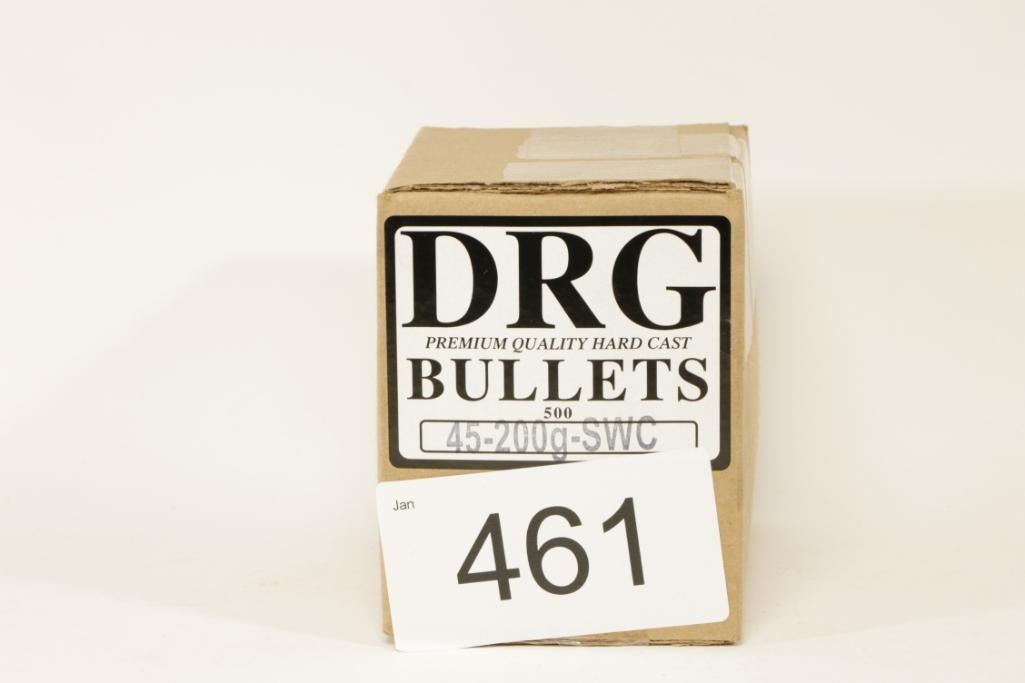 DRG
PREMIUM QUALITY HARD CAST
BULLETS
500
45-200g-SWC
Jan
461